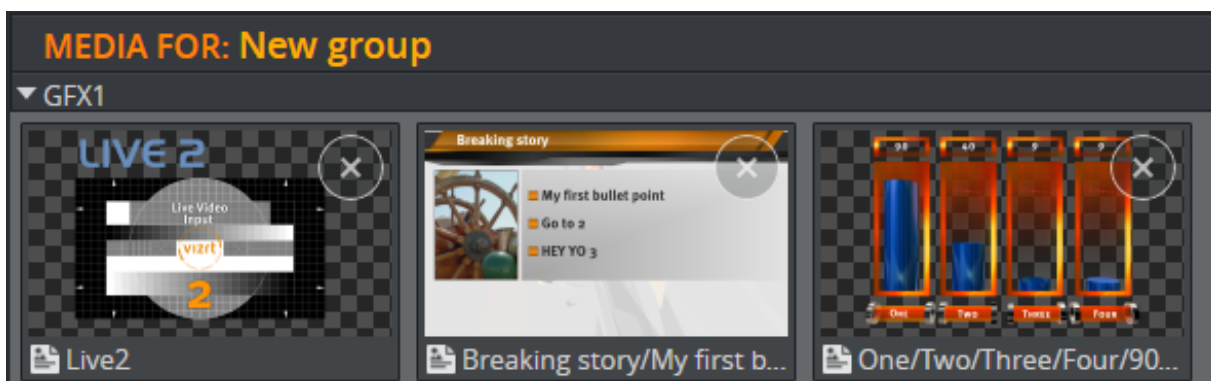 MEDIA FOR: New group
GFX1
LIVE 2
Live Video
Input
vizrt
2
Live2
Breaking story
My first bullet point
Go to 2
HEY YO 3
Breaking story/My first b...
90 40 9 9
One Two Three Four
One/Two/Three/Four/90...